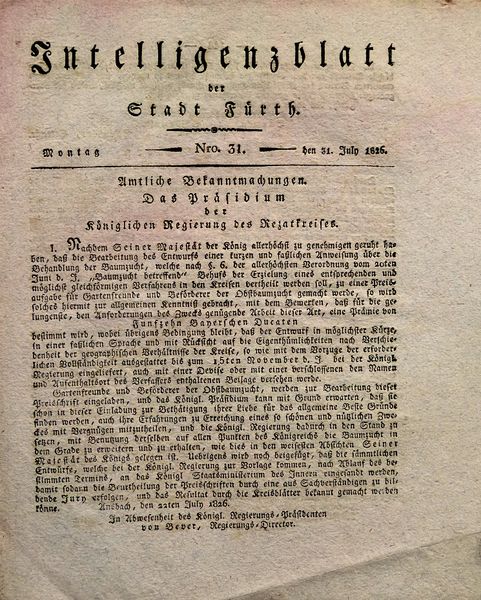 Intelligenzblatt
der
Stadt Fürth.
Montag Nro. 31. den 31. July 1826.
Amtliche Bekanntmachungen.
Das Präsidium
der
Königlichen Regierung des Rezatkreises.
1. Nachdem Seiner Majestät der König allerhöchst zu genehmigen geruht ha-
ben, daß die Bearbeitung des Entwurfs einer kurzen und faßlichen Anweisung über die
Behandlung der Baumzucht, welche nach §. 6. der allerhöchsten Verordnung vom 20sten
Juni d. J. „Baumzucht betreffend“ Behufs der Erzielung eines entsprechenden und
möglichst gleichförmigen Verfahrens in den Kreisen vertheilt werden soll, zu einer Preis-
aufgabe für Gartenfreunde und Beförderer der Obstbaumzucht gemacht werde, so wird
solches hiermit zur allgemeinen Kenntniß gebracht, mit dem Bewerken, daß für die ge-
lungenste, den Anforderungen des Zwecks genügende Arbeit dieser Art, eine Prämie von
Funfzehn Bayerschen Ducaten
bestimmt wird, wobei übrigens Bedingung bleibt, daß der Entwurf in möglichster Kürze,
in einer faßlichen Sprache und mit Rücksicht auf die Eigenthümlichkeiten nach Verschie-
denheit der geographischen Verhältnisse der Kreise, so wie mit dem Vorzuge der erforder-
lichen Vollständigkeit ausgestattet bis zum 15ten November d. J. bei der Königl.
Regierung eingeliefert, auch mit einer Devise oder mit einer verschlossenen den Namen
und Aufenthaltsort des Verfassers enthaltenen Beilage versehen werde.
Gartenfreunde und Beförderer der Obstbaumzucht, werden zur Bearbeitung dieser
Preisschrift eingeladen, und das Königl. Präsidium kann mit Grund erwarten, daß sie
schon in dieser Einladung zur Bethätigung ihrer Liebe für das allgemeine Beste Gründe
finden werden, auch ihre Erfahrungen zu Erreichung eines so schönen und nüzlichen Zwe-
ckes mit Vergnügen mitzutheilen, und die Königl. Regierung dadurch in den Stand zu
setzen, mit Benutzung derselben auf allen Punkten des Königreichs die Baumzucht in
dem Grade zu erweitern und zu erhalten, wie dies in den weisesten Absichten Seiner
Majestät des Königs gelegen ist. Uebrigens wird noch beigefügt, daß die sämmtlichen
Entwürfe, welche bei der Königl. Regierung zur Vorlage kommen, nach Ablauf des be-
stimmten Termins, an das Königl. Staatsministerium des Innern eingesandt werden,
damit sodann die Beurtheilung der Preisschriften durch eine aus Sachverständigen zu bil-
dende Jury erfolgen, und das Resultat durch die Kreisblätter bekannt gemacht werden
könne. Ansbach, den 22ten July 1826.
In Abwesenheit des Königl. Regierungs-Präsidenten
von Bever, Regierungs-Director.